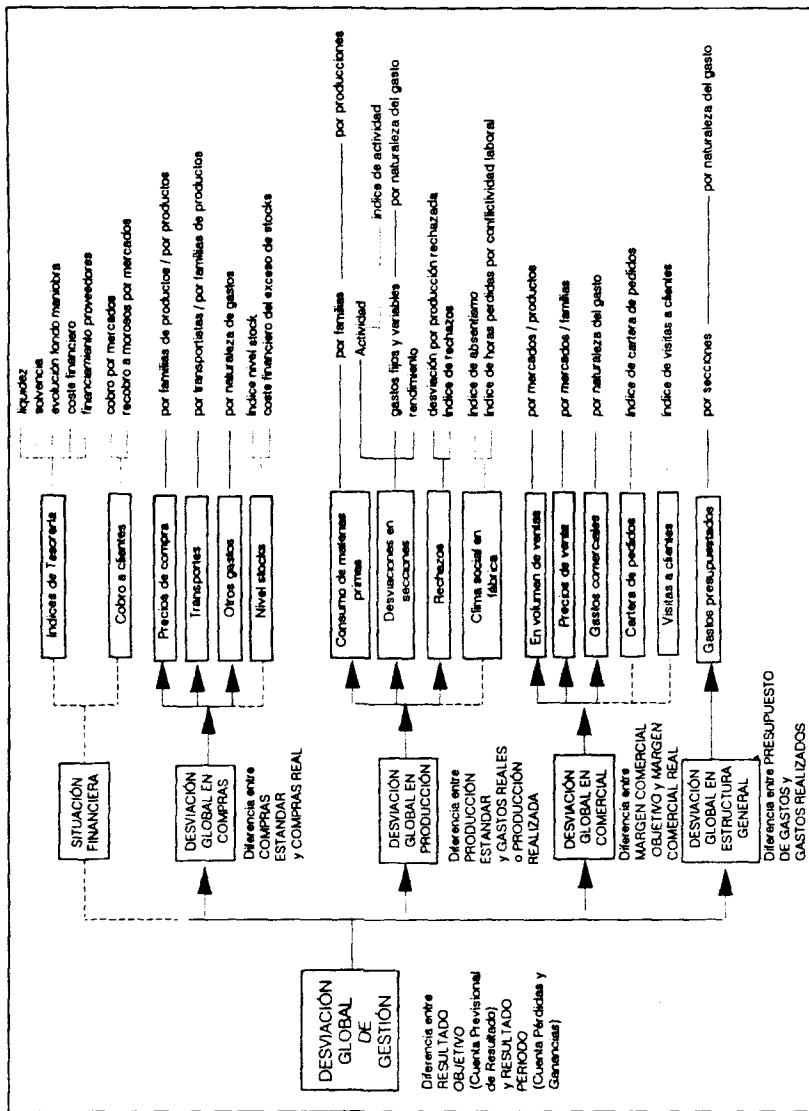 DESVIACIÓN
GLOBAL
DE
GESTIÓN
Diferencia entre
RESULTADO
OBJETIVO
(Cuenta Previsional
de Resultado)
y RESULTADO
PERIODO
(Cuenta Pérdidas y
Ganancias)
SITUACIÓN
FINANCIERA
Indices de Tesorería
liquidez
solvencia
evolución fondo maniobra
coste financiero
financiamiento proveedores
Cobro a clientes
cobro por mercados
recobro a morosos por mercados
DESVIACIÓN
GLOBAL EN
COMPRAS
Diferencia entre
COMPRAS
ESTANDAR
y COMPRAS REAL
Precios de compra
por familias de productos / por productos
Transportes
por transportistas / por familias de productos
Otros gastos
por naturaleza de gastos
Nivel stocks
índice nivel stock
coste financiero del exceso de stocks
DESVIACIÓN
GLOBAL EN
PRODUCCIÓN
Diferencia entre
PRODUCCIÓN
ESTANDAR
y GASTOS REALES
o PRODUCCIÓN
REALIZADA
Consumo de materias
primas
por familias
por producciones
Desviaciones en
secciones
Actividad
índice de actividad
gastos fijos y variables
por naturaleza del gasto
rendimiento
Rechazos
desviación por producción rechazada
índice de rechazos
Clima social en
fábrica
índice de absentismo
índice de horas perdidas por conflictividad laboral
DESVIACIÓN
GLOBAL EN
COMERCIAL
Diferencia entre
MARGEN COMERCIAL
OBJETIVO y MARGEN
COMERCIAL REAL
En volumen de ventas
por mercados / productos
Precios de venta
por mercados / familias
Gastos comerciales
por naturaleza del gasto
Cartera de pedidos
índice de cartera de pedidos
Visitas a clientes
índice de visitas a clientes
DESVIACIÓN
GLOBAL EN
ESTRUCTURA
GENERAL
Diferencia entre PRESUPUESTO
DE GASTOS y
GASTOS REALIZADOS
Gastos presupuestados
por secciones
por naturaleza del gasto